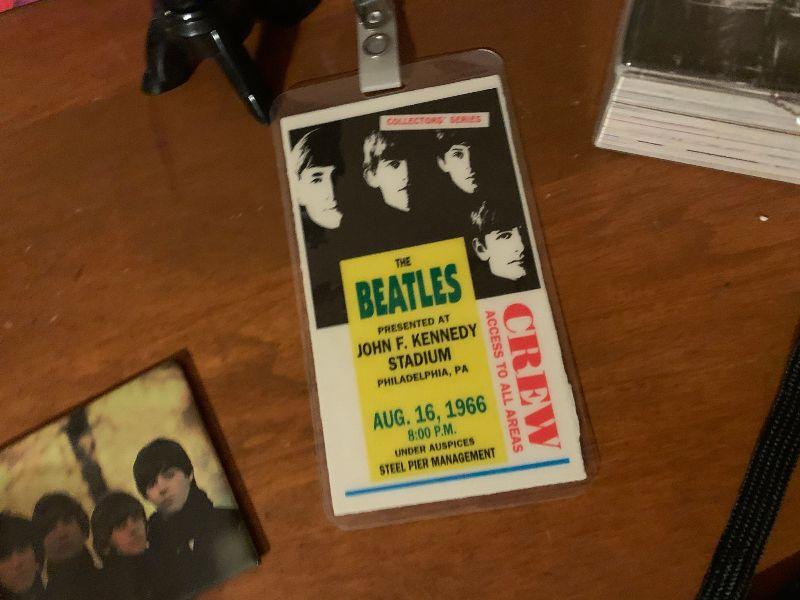 COLLECTORS' SERIES
THE
BEATLES
PRESENTED AT
JOHN F. KENNEDY
STADIUM
PHILADELPHIA, PA
AUG. 16, 1966
8:00 P.M.
UNDER AUSPICES
STEEL PIER MANAGEMENT
CREW
ACCESS TO ALL AREAS